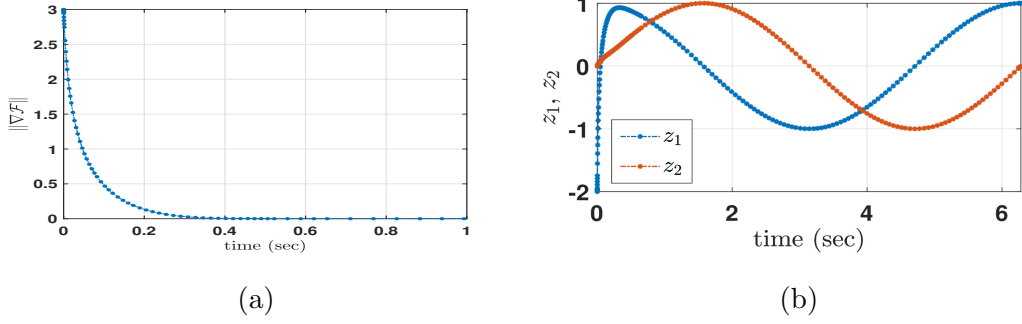 3
2.5
2
1.5
1
0.5
0
‖∇ℱ‖
0 0.2 0.4 0.6 0.8 1
time (sec)
(a)
1
0
-1
-2
z₁, z₂
z₁
z₂
0 2 4 6
time (sec)
(b)